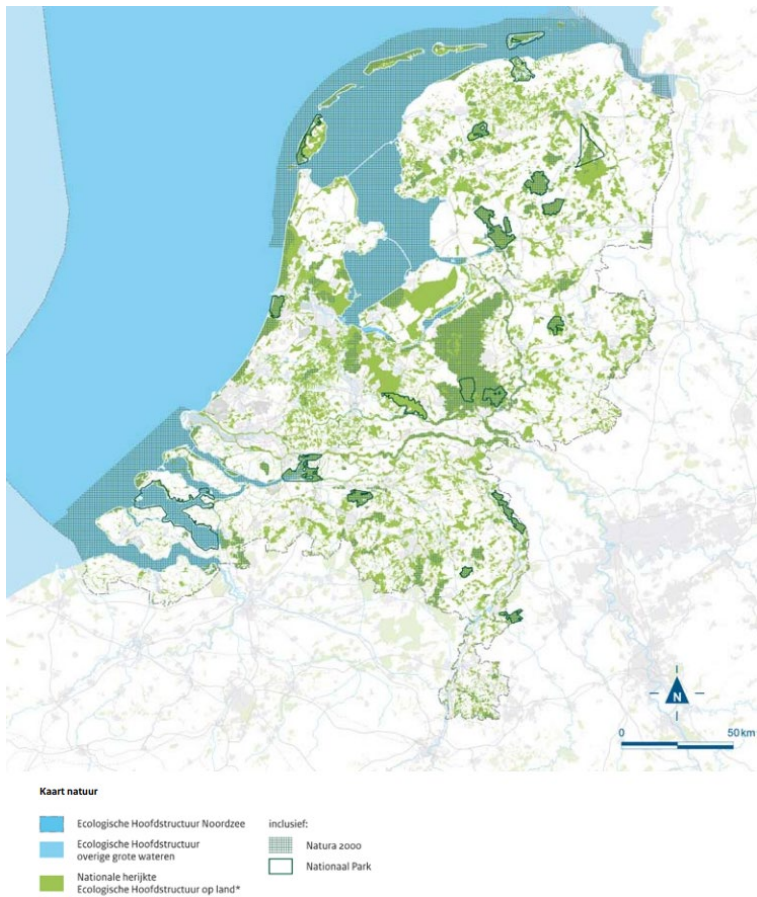 N
0 50 km
Kaart natuur
Ecologische Hoofdstructuur Noordzee
Ecologische Hoofdstructuur
overige grote wateren
Nationale herijkte
Ecologische Hoofdstructuur op land*
inclusief:
Natura 2000
Nationaal Park